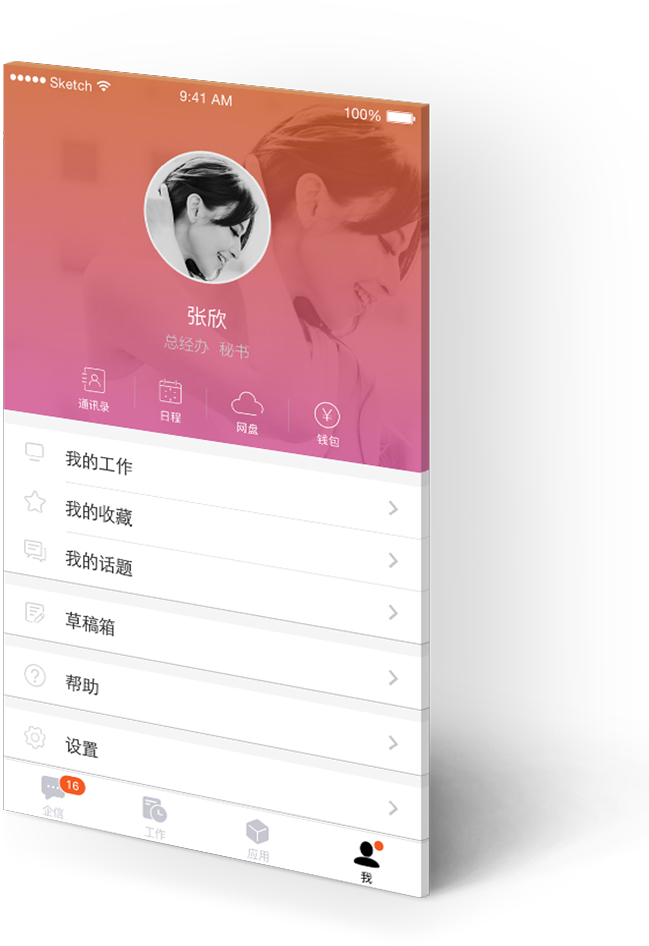 Sketch 9:41 AM 100%
张欣
总经办 秘书
通讯录 日程 网盘 钱包
我的工作
我的收藏
我的话题
草稿箱
帮助
设置
16
企信 工作 应用 我